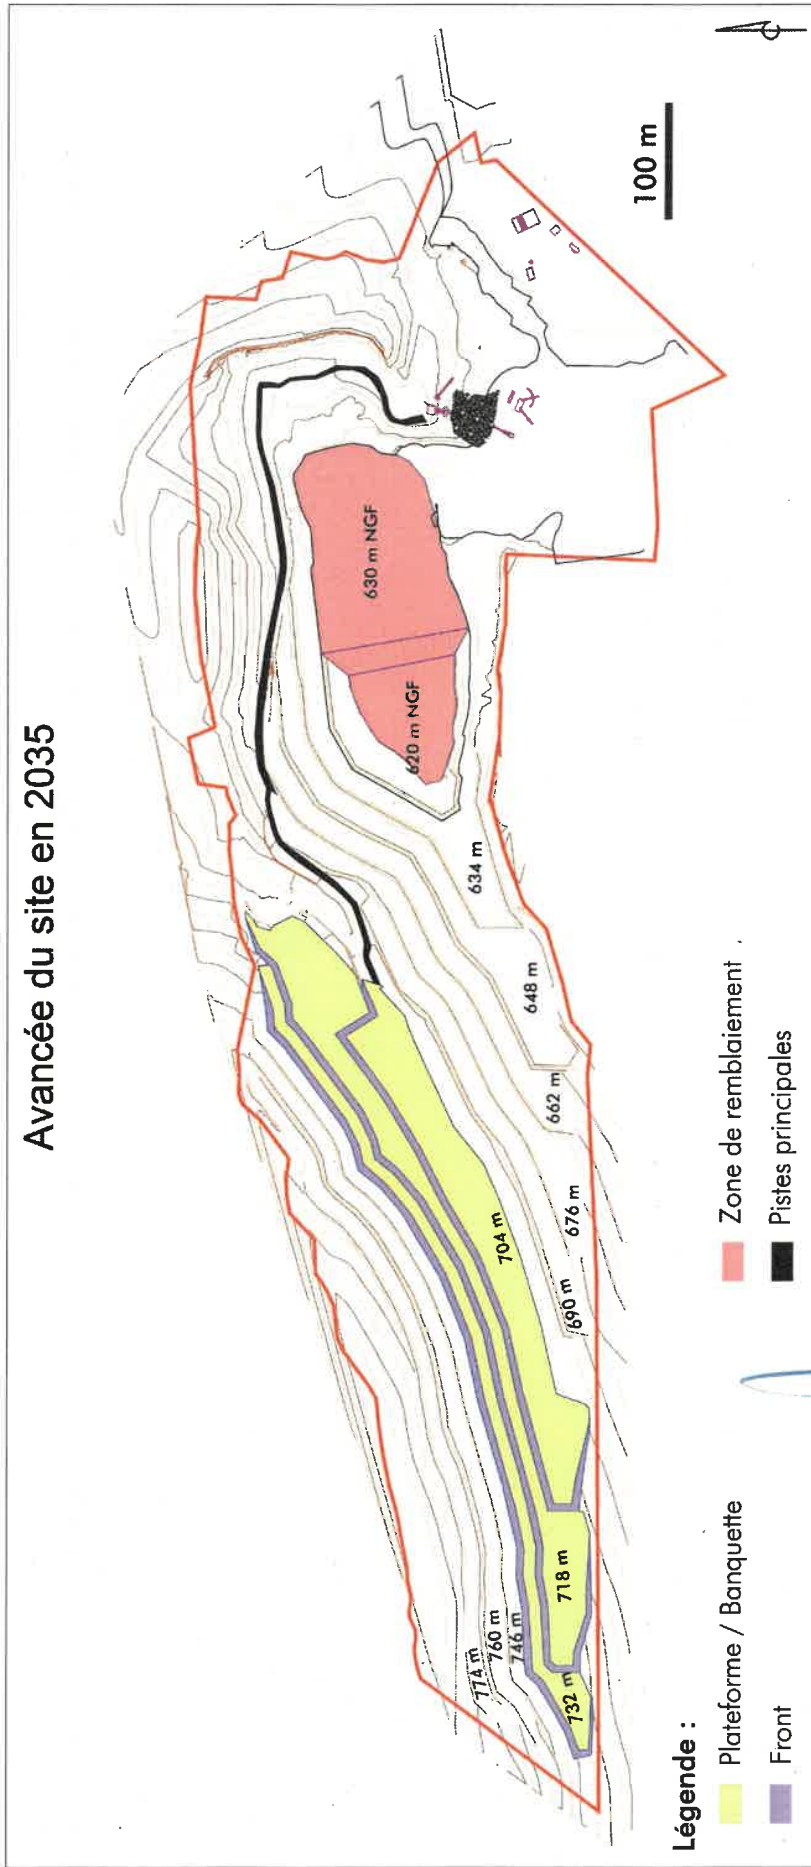 Avancée du site en 2035
100 m
630 m NGF
620 m NGF
634 m
648 m
662 m
676 m
690 m
704 m
718 m
732 m
746 m
760 m
774 m
Légende :
Plateforme / Banquette
Zone de remblaiement
Front
Pistes principales